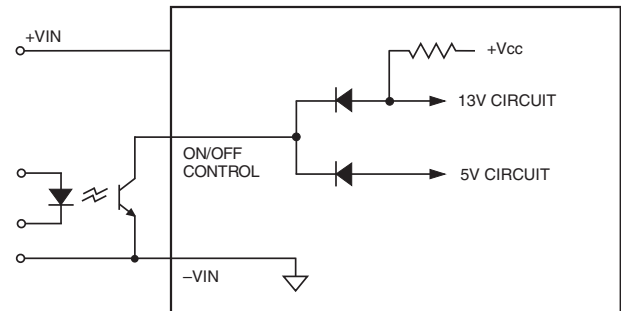 +VIN
+Vcc
13V CIRCUIT
ON/OFF
CONTROL
5V CIRCUIT
–VIN